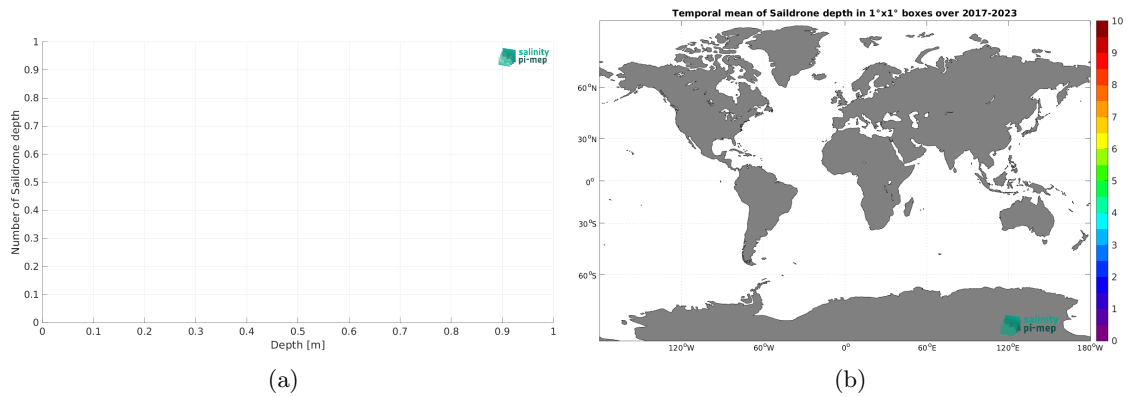 1
0.9
0.8
0.7
0.6
0.5
0.4
0.3
0.2
0.1
0
Number of Saildrone depth
0 0.1 0.2 0.3 0.4 0.5 0.6 0.7 0.8 0.9 1
Depth [m]
salinity
pi-mep
(a)
Temporal mean of Saildrone depth in 1°x1° boxes over 2017-2023
60°N
30°N
0°
30°S
60°S
120°W 60°W 0° 60°E 120°E 180°W
salinity
pi-mep
10
9
8
7
6
5
4
3
2
1
0
(b)